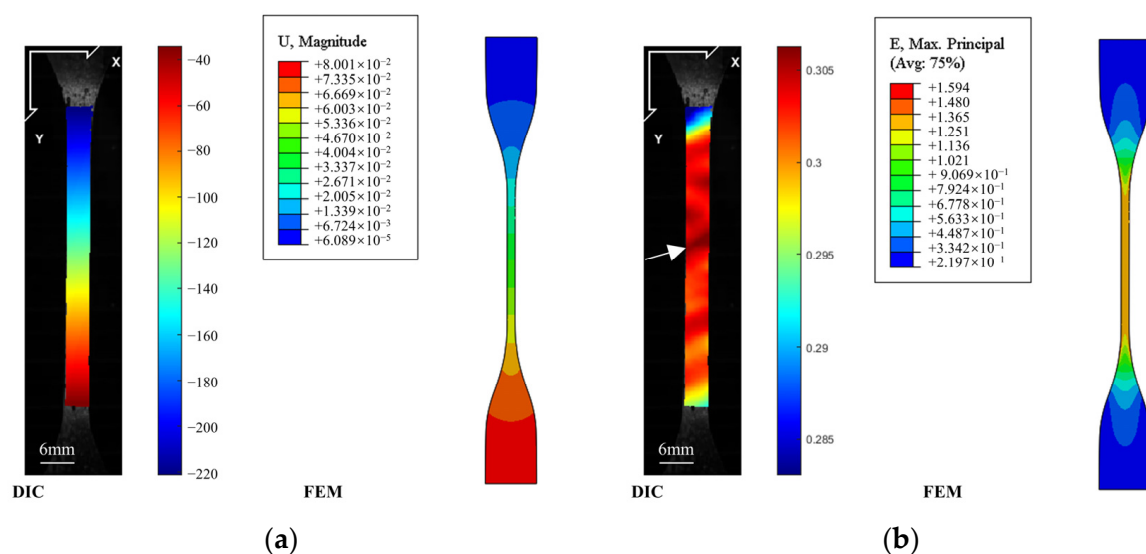 X
Y
6mm
DIC
−40
−60
−80
−100
−120
−140
−160
−180
−200
−220
U, Magnitude
+8.001×10⁻²
+7.335×10⁻²
+6.669×10⁻²
+6.003×10⁻²
+5.336×10⁻²
+4.670×10⁻²
+4.004×10⁻²
+3.337×10⁻²
+2.671×10⁻²
+2.005×10⁻²
+1.339×10⁻²
+6.724×10⁻³
+6.089×10⁻⁵
FEM
(a)
X
Y
6mm
DIC
0.305
0.3
0.295
0.29
0.285
E, Max. Principal
(Avg: 75%)
+1.594
+1.480
+1.365
+1.251
+1.136
+1.021
+ 9.069×10⁻¹
+7.924×10⁻¹
+6.778×10⁻¹
+5.633×10⁻¹
+4.487×10⁻¹
+3.342×10⁻¹
+2.197×10⁻¹
FEM
(b)